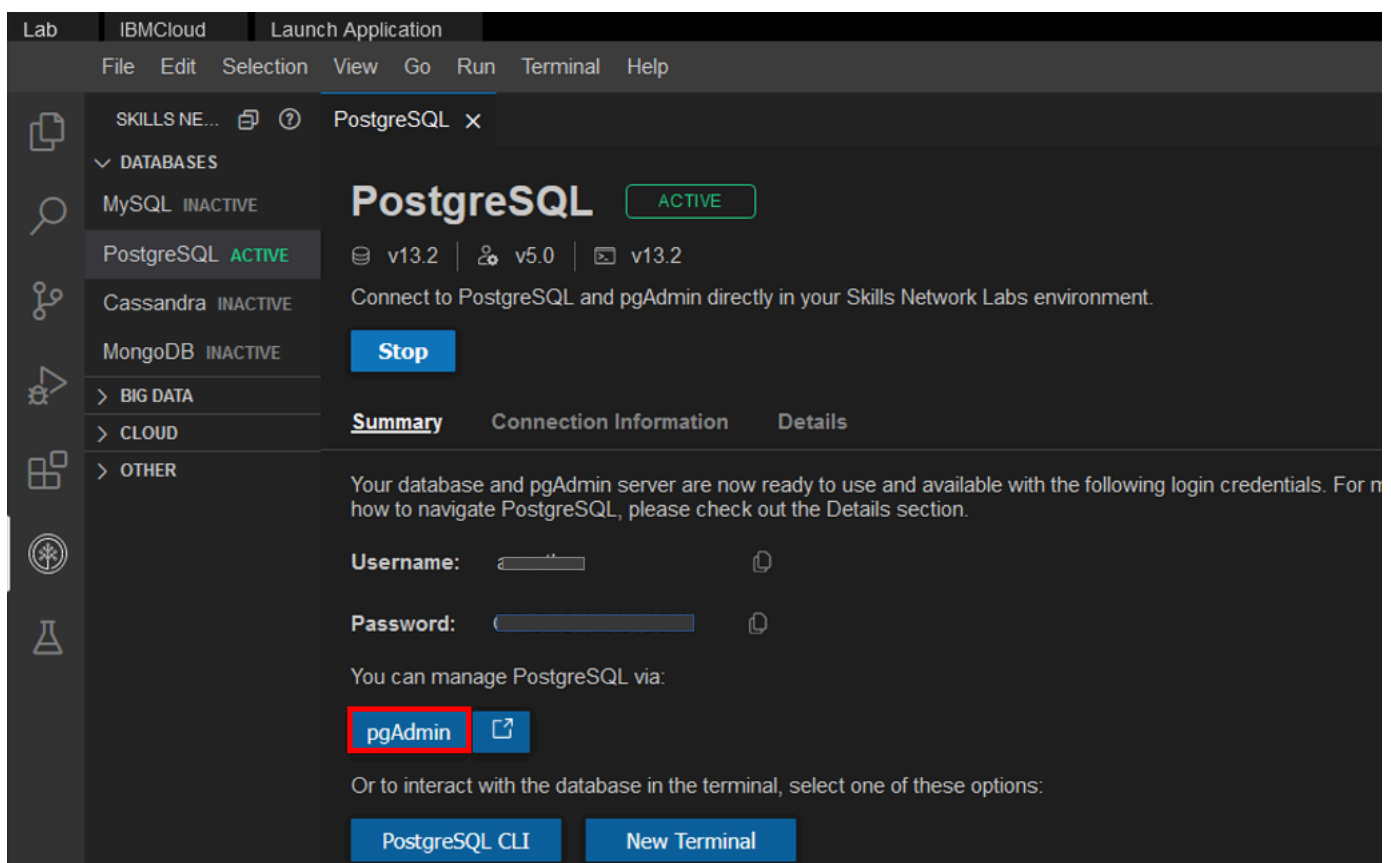 Lab IBMCloud Launch Application
File Edit Selection View Go Run Terminal Help
SKILLS NE...
PostgreSQL
DATABASES
MySQL INACTIVE
PostgreSQL ACTIVE
Cassandra INACTIVE
MongoDB INACTIVE
BIG DATA
CLOUD
OTHER
PostgreSQL ACTIVE
v13.2 v5.0 v13.2
Connect to PostgreSQL and pgAdmin directly in your Skills Network Labs environment.
Stop
Summary Connection Information Details
Your database and pgAdmin server are now ready to use and available with the following login credentials. For
how to navigate PostgreSQL, please check out the Details section.
Username:
Password:
You can manage PostgreSQL via:
pgAdmin
Or to interact with the database in the terminal, select one of these options:
PostgreSQL CLI New Terminal